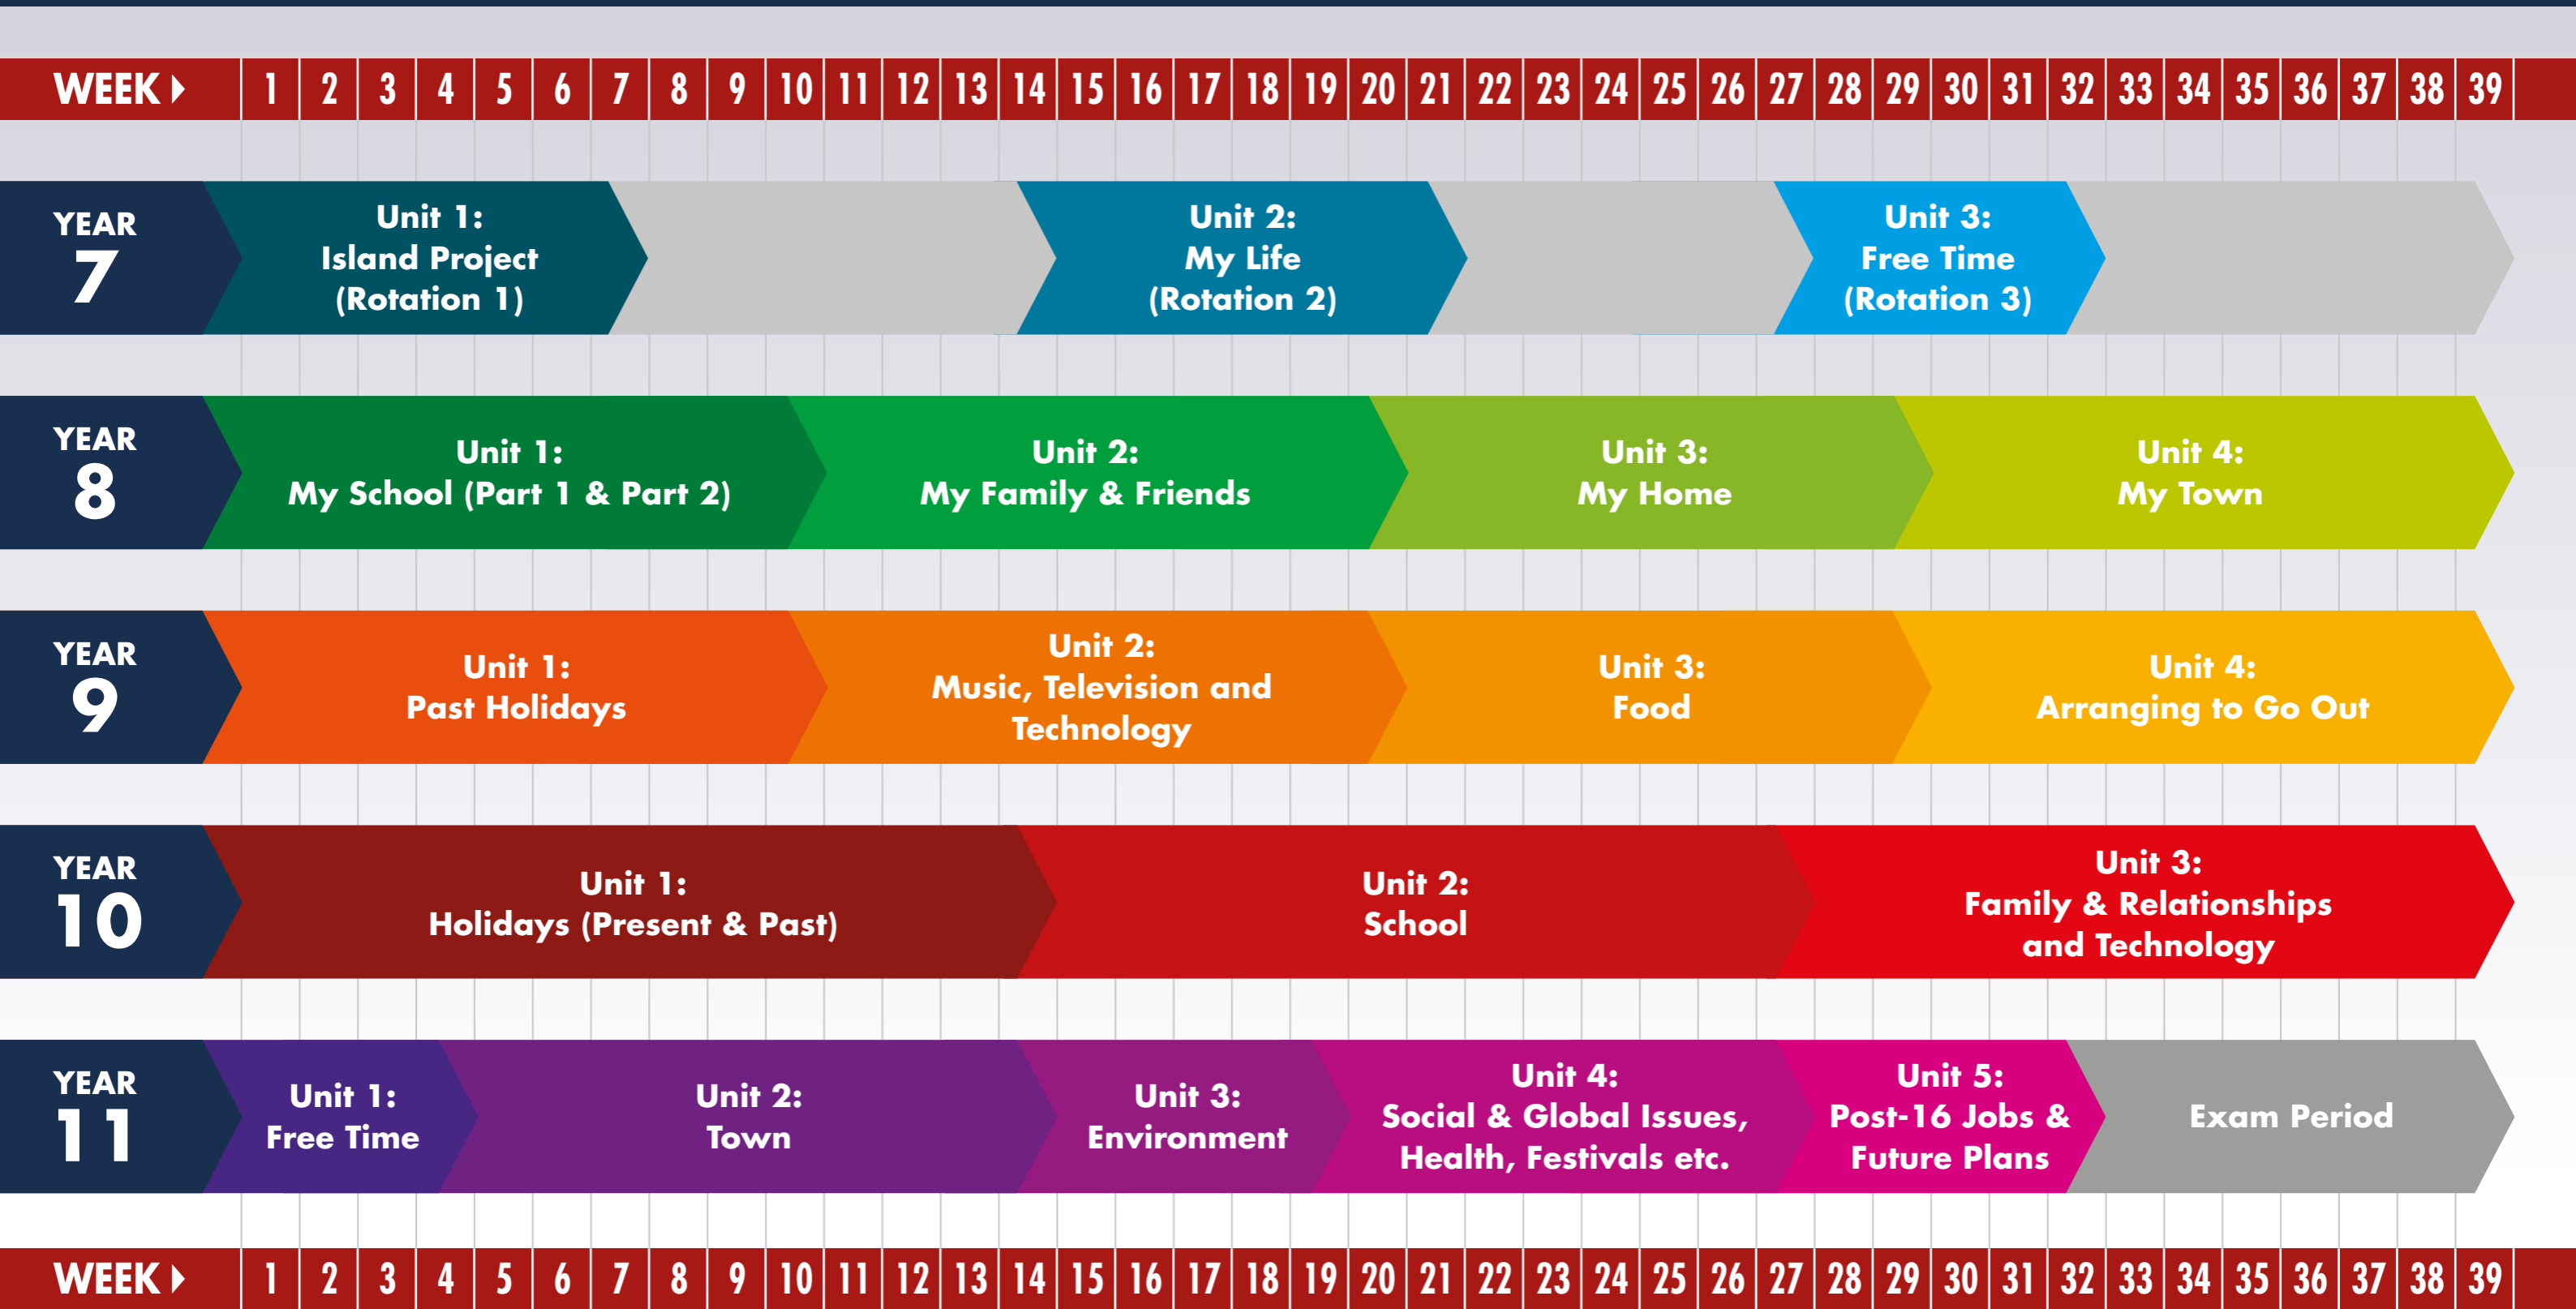 WEEK 1 2 3 4 5 6 7 8 9 10 11 12 13 14 15 16 17 18 19 20 21 22 23 24 25 26 27 28 29 30 31 32 33 34 35 36 37 38 39
YEAR
7
Unit 1:
Island Project
(Rotation 1)
Unit 2:
My Life
(Rotation 2)
Unit 3:
Free Time
(Rotation 3)
YEAR
8
Unit 1:
My School (Part 1 & Part 2)
Unit 2:
My Family & Friends
Unit 3:
My Home
Unit 4:
My Town
YEAR
9
Unit 1:
Past Holidays
Unit 2:
Music, Television and
Technology
Unit 3:
Food
Unit 4:
Arranging to Go Out
YEAR
10
Unit 1:
Holidays (Present & Past)
Unit 2:
School
Unit 3:
Family & Relationships
and Technology
YEAR
11
Unit 1:
Free Time
Unit 2:
Town
Unit 3:
Environment
Unit 4:
Social & Global Issues,
Health, Festivals etc.
Unit 5:
Post-16 Jobs &
Future Plans
Exam Period
WEEK 1 2 3 4 5 6 7 8 9 10 11 12 13 14 15 16 17 18 19 20 21 22 23 24 25 26 27 28 29 30 31 32 33 34 35 36 37 38 39